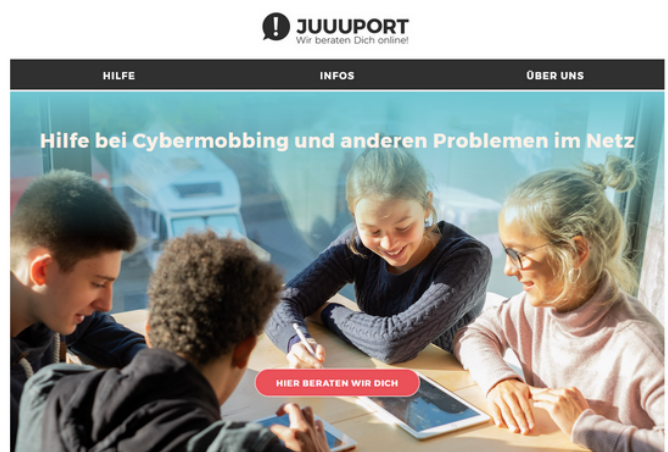 JUUUPORT
Wir beraten Dich online!
HILFE
INFOS
ÜBER UNS
Hilfe bei Cybermobbing und anderen Problemen im Netz
HIER BERATEN WIR DICH